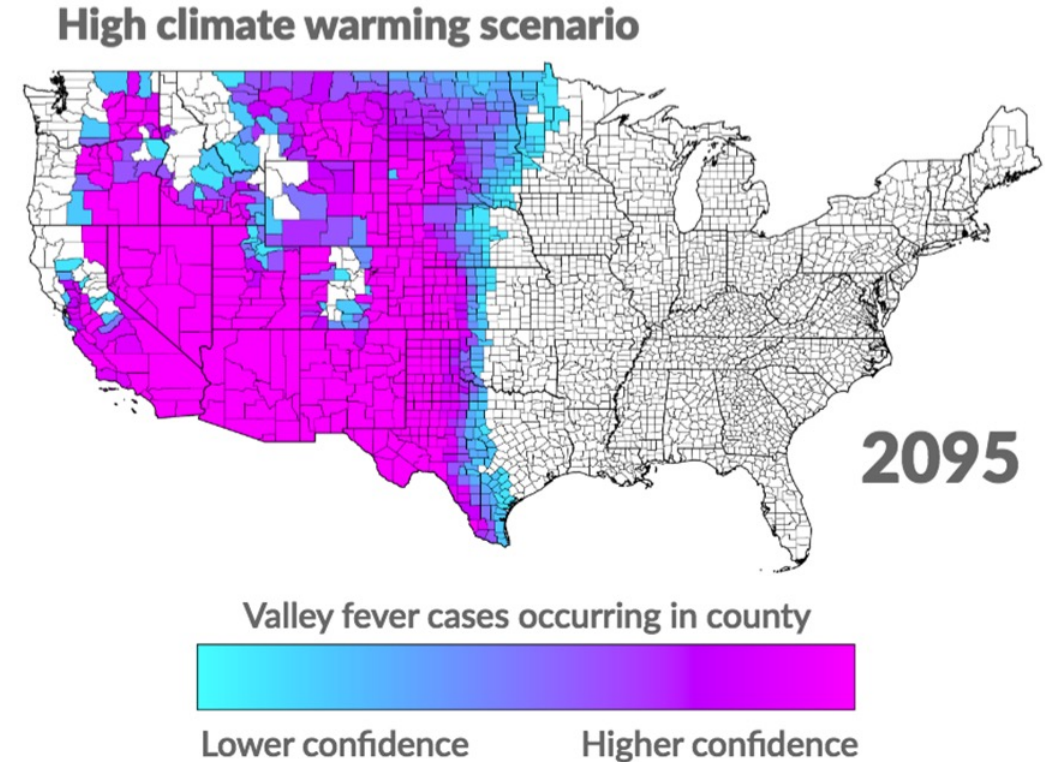 High climate warming scenario
2095
Valley fever cases occurring in county
Lower confidence
Higher confidence